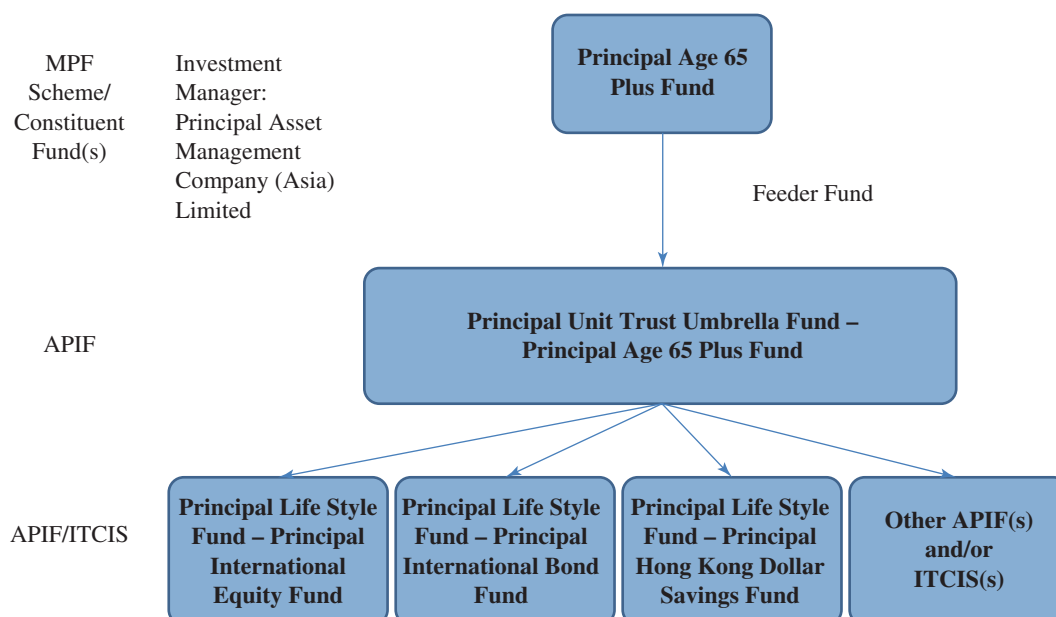 MPF
Scheme/
Constituent
Fund(s)
Investment
Manager:
Principal Asset
Management
Company (Asia)
Limited
Principal Age 65
Plus Fund
Feeder Fund
APIF
Principal Unit Trust Umbrella Fund –
Principal Age 65 Plus Fund
APIF/ITCIS
Principal Life Style
Fund – Principal
International
Equity Fund
Principal Life Style
Fund – Principal
International Bond
Fund
Principal Life Style
Fund – Principal
Hong Kong Dollar
Savings Fund
Other APIF(s)
and/or
ITCIS(s)